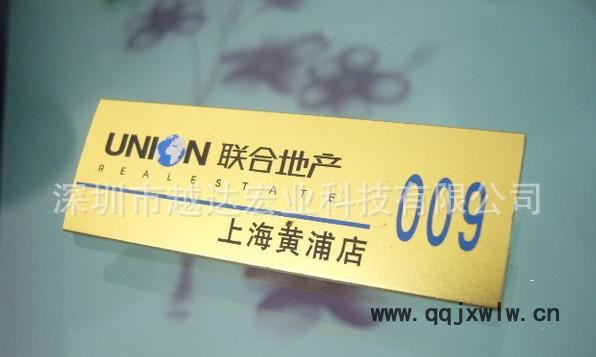 UNION 联合地产
REALESTATE
深圳市越达宏业科技有限公司
009
上海黄浦店
www.qqjxwlw.cn